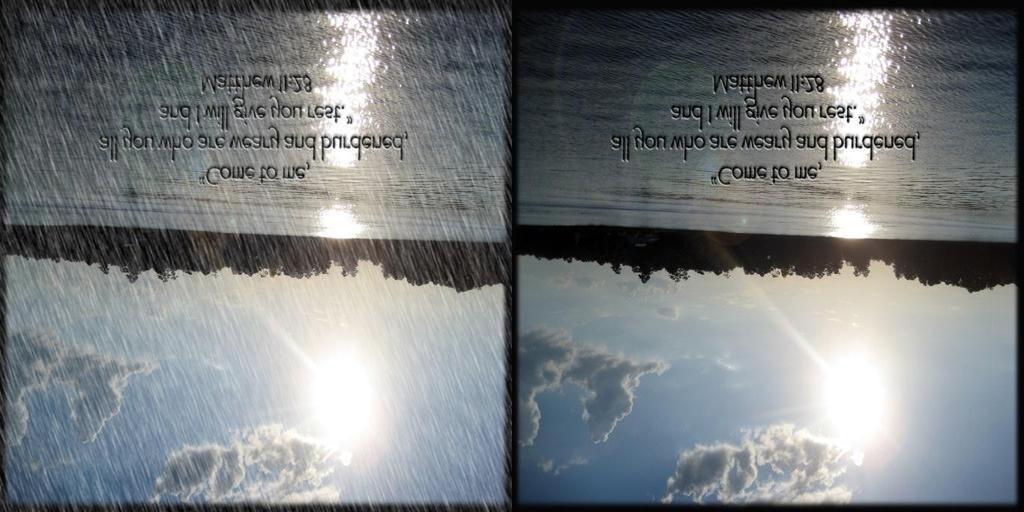 "Come to me,
all you who are weary and burdened,
and I will give you rest."
Matthew 11:28
"Come to me,
all you who are weary and burdened,
and I will give you rest."
Matthew 11:28